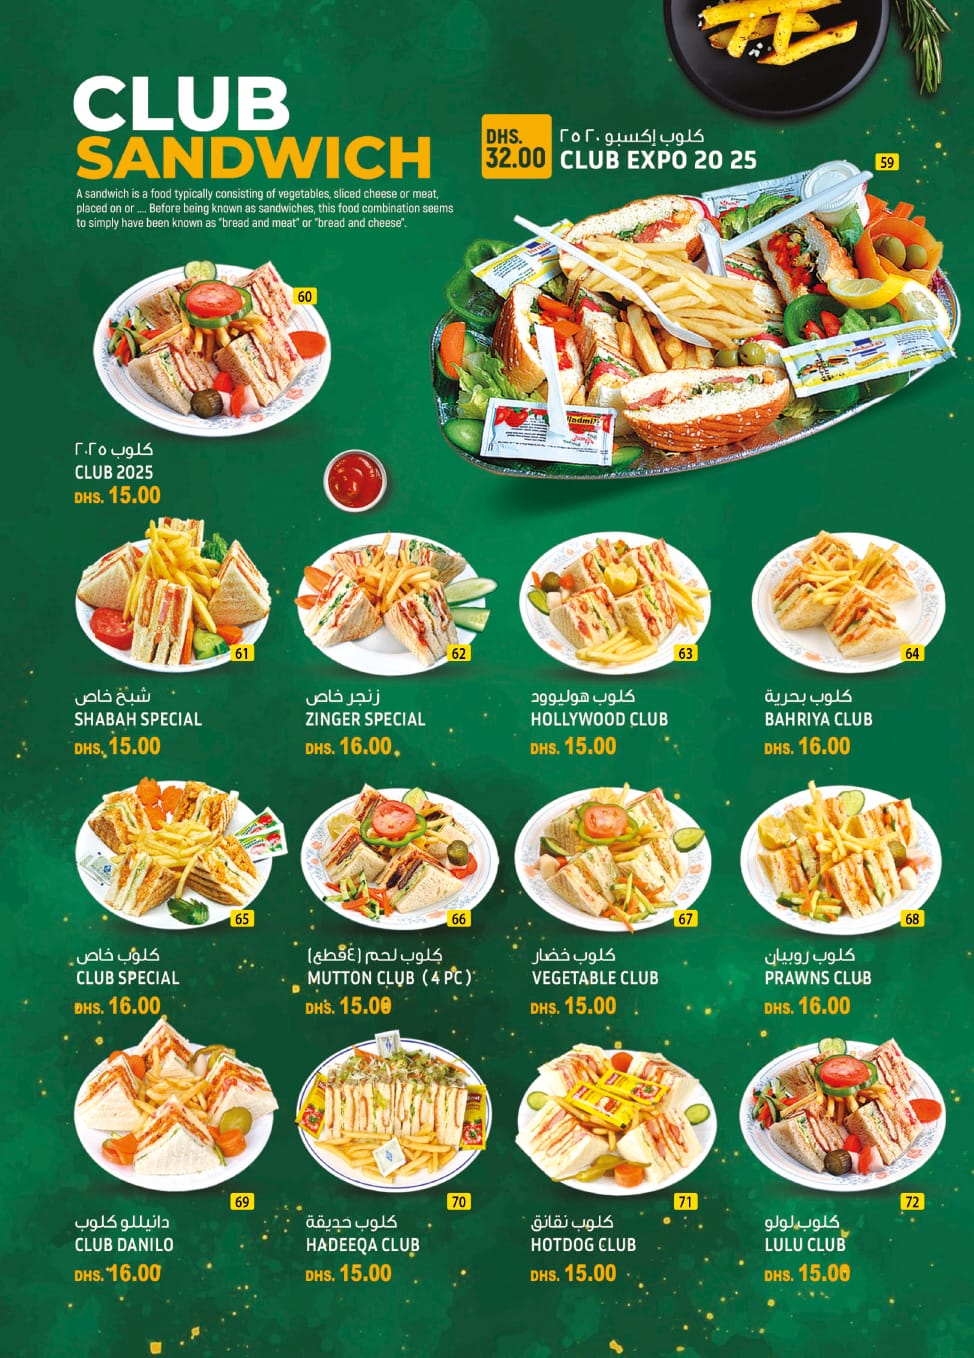 CLUB
SANDWICH
A sandwich is a food typically consisting of vegetables, sliced cheese or meat,
placed on or .... Before being known as sandwiches, this food combination seems
to simply have been known as "bread and meat" or "bread and cheese".
DHS.
32.00
كلوب إكسبو ٢٠ ٢٥
CLUB EXPO 20 25
59
60
كلوب ٢٠٢٥
CLUB 2025
DHS. 15.00
61
شبح خاص
SHABAH SPECIAL
DHS. 15.00
62
زنجر خاص
ZINGER SPECIAL
DHS. 16.00
63
كلوب هوليوود
HOLLYWOOD CLUB
DHS. 15.00
64
كلوب بحرية
BAHRIYA CLUB
DHS. 16.00
65
كلوب خاص
CLUB SPECIAL
DHS. 16.00
66
كلوب لحم (٤قطع)
MUTTON CLUB ( 4 PC )
DHS. 15.00
67
كلوب خضار
VEGETABLE CLUB
DHS. 15.00
68
كلوب روبيان
PRAWNS CLUB
DHS. 16.00
69
دانيللو كلوب
CLUB DANILO
DHS. 16.00
70
كلوب حديقة
HADEEQA CLUB
DHS. 15.00
71
كلوب نقانق
HOTDOG CLUB
DHS. 15.00
72
كلوب لولو
LULU CLUB
DHS. 15.00